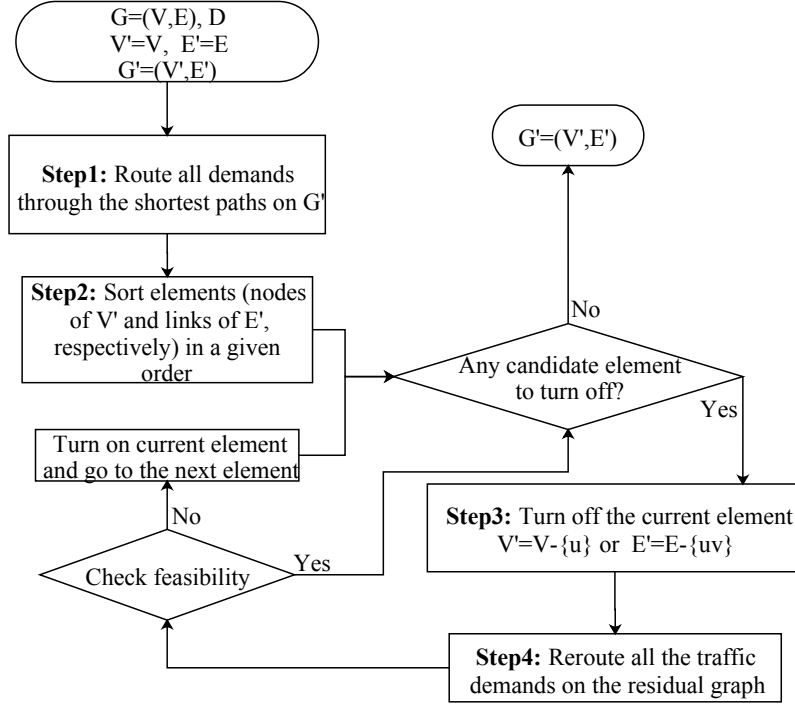 G=(V,E), D
V'=V, E'=E
G'=(V',E')
Step1: Route all demands
through the shortest paths on G'
Step2: Sort elements (nodes
of V' and links of E',
respectively) in a given
order
G'=(V',E')
No
Any candidate element
to turn off?
Yes
Turn on current element
and go to the next element
Step3: Turn off the current element
V'=V-{u} or E'=E-{uv}
No
Check feasibility
Yes
Step4: Reroute all the traffic
demands on the residual graph